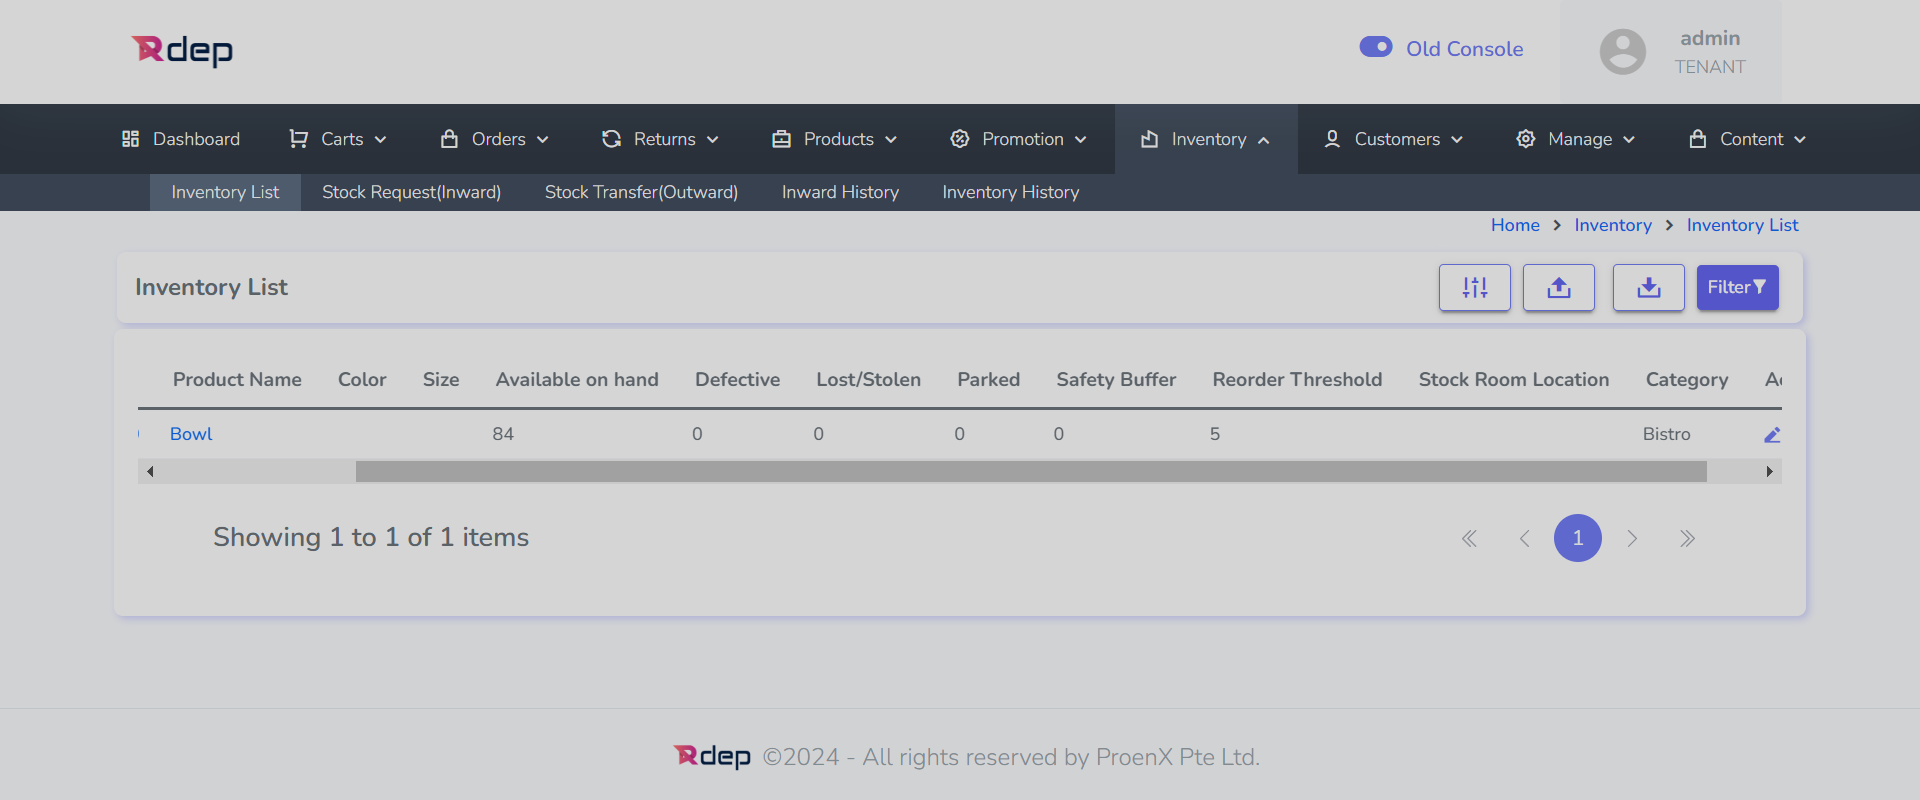 Rdep
Old Console
admin
TENANT
Dashboard Carts Orders Returns Products Promotion Inventory Customers Manage Content
Inventory List Stock Request(Inward) Stock Transfer(Outward) Inward History Inventory History
Home > Inventory > Inventory List
Inventory List
Filter
Product Name Color Size Available on hand Defective Lost/Stolen Parked Safety Buffer Reorder Threshold Stock Room Location Category
Bowl 84 0 0 0 0 5 Bistro
Showing 1 to 1 of 1 items
1
Rdep ©2024 - All rights reserved by ProenX Pte Ltd.